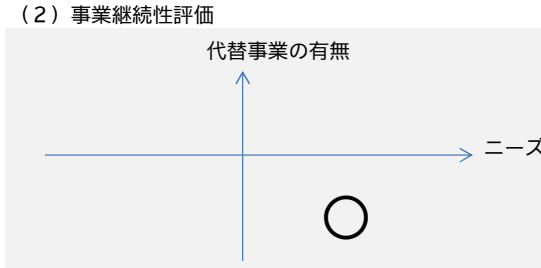 （２）事業継続性評価
代替事業の有無
ニーズ